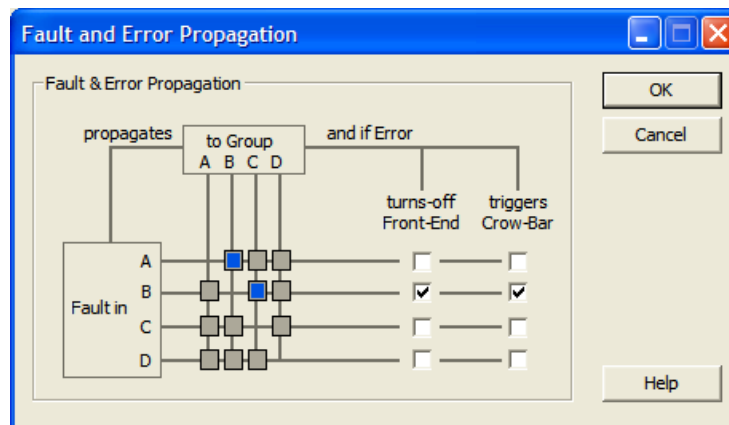 Fault and Error Propagation
Fault & Error Propagation
OK
propagates
to Group
and if Error
Cancel
A B C D
turns-off
Front-End
triggers
Crow-Bar
A
Fault in
B
C
D
Help